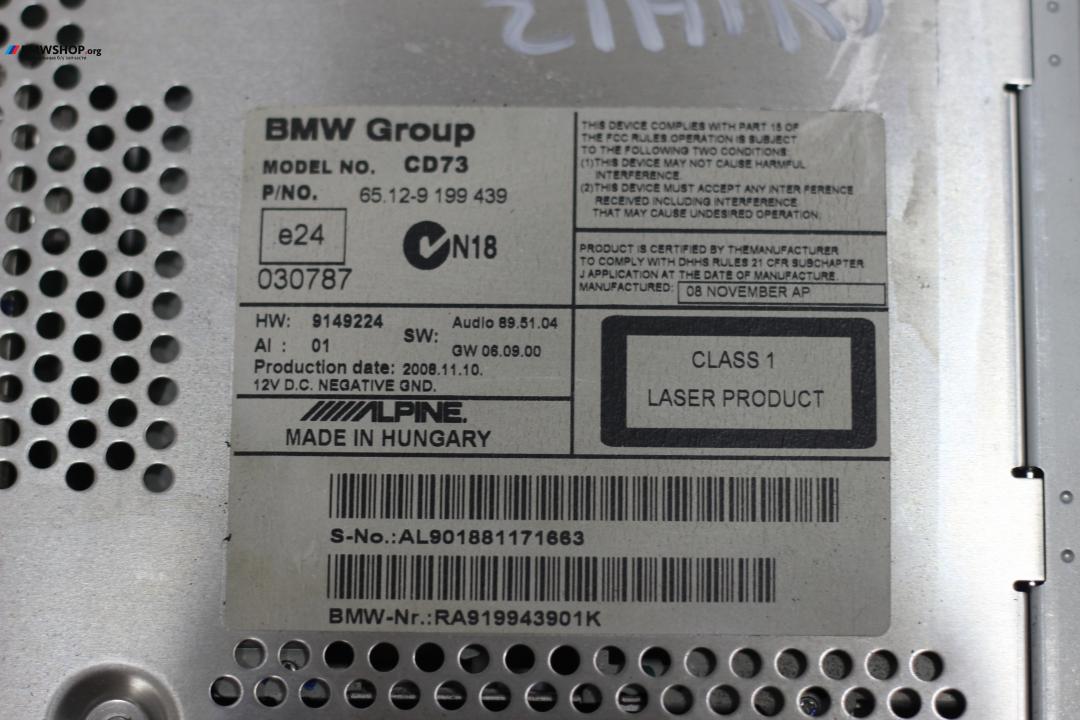 BMWSHOP.org
BMW Group
MODEL NO. CD73
P/NO. 65.12-9 199 439
e24
N18
030787
THIS DEVICE COMPLIES WITH PART 15 OF
THE FCC RULES OPERATION IS SUBJECT
TO THE FOLLOWING TWO CONDITIONS:
(1)THIS DEVICE MAY NOT CAUSE HARMFUL
INTERFERENCE.
(2)THIS DEVICE MUST ACCEPT ANY INTER FERENCE
RECEIVED INCLUDING INTERFERENCE
THAT MAY CAUSE UNDESIRED OPERATION.
PRODUCT IS CERTIFIED BY THEMANUFACTURER
TO COMPLY WITH DHHS RULES 21 CFR SUBCHAPTER
J APPLICATION AT THE DATE OF MANUFACTURE.
MANUFACTURED: 08 NOVEMBER AP
HW: 9149224
SW: Audio 89.51.04
GW 06.09.00
AI : 01
Production date: 2008.11.10.
12V D.C. NEGATIVE GND.
ALPINE.
MADE IN HUNGARY
CLASS 1
LASER PRODUCT
S-No.:AL901881171663
BMW-Nr.:RA919943901K